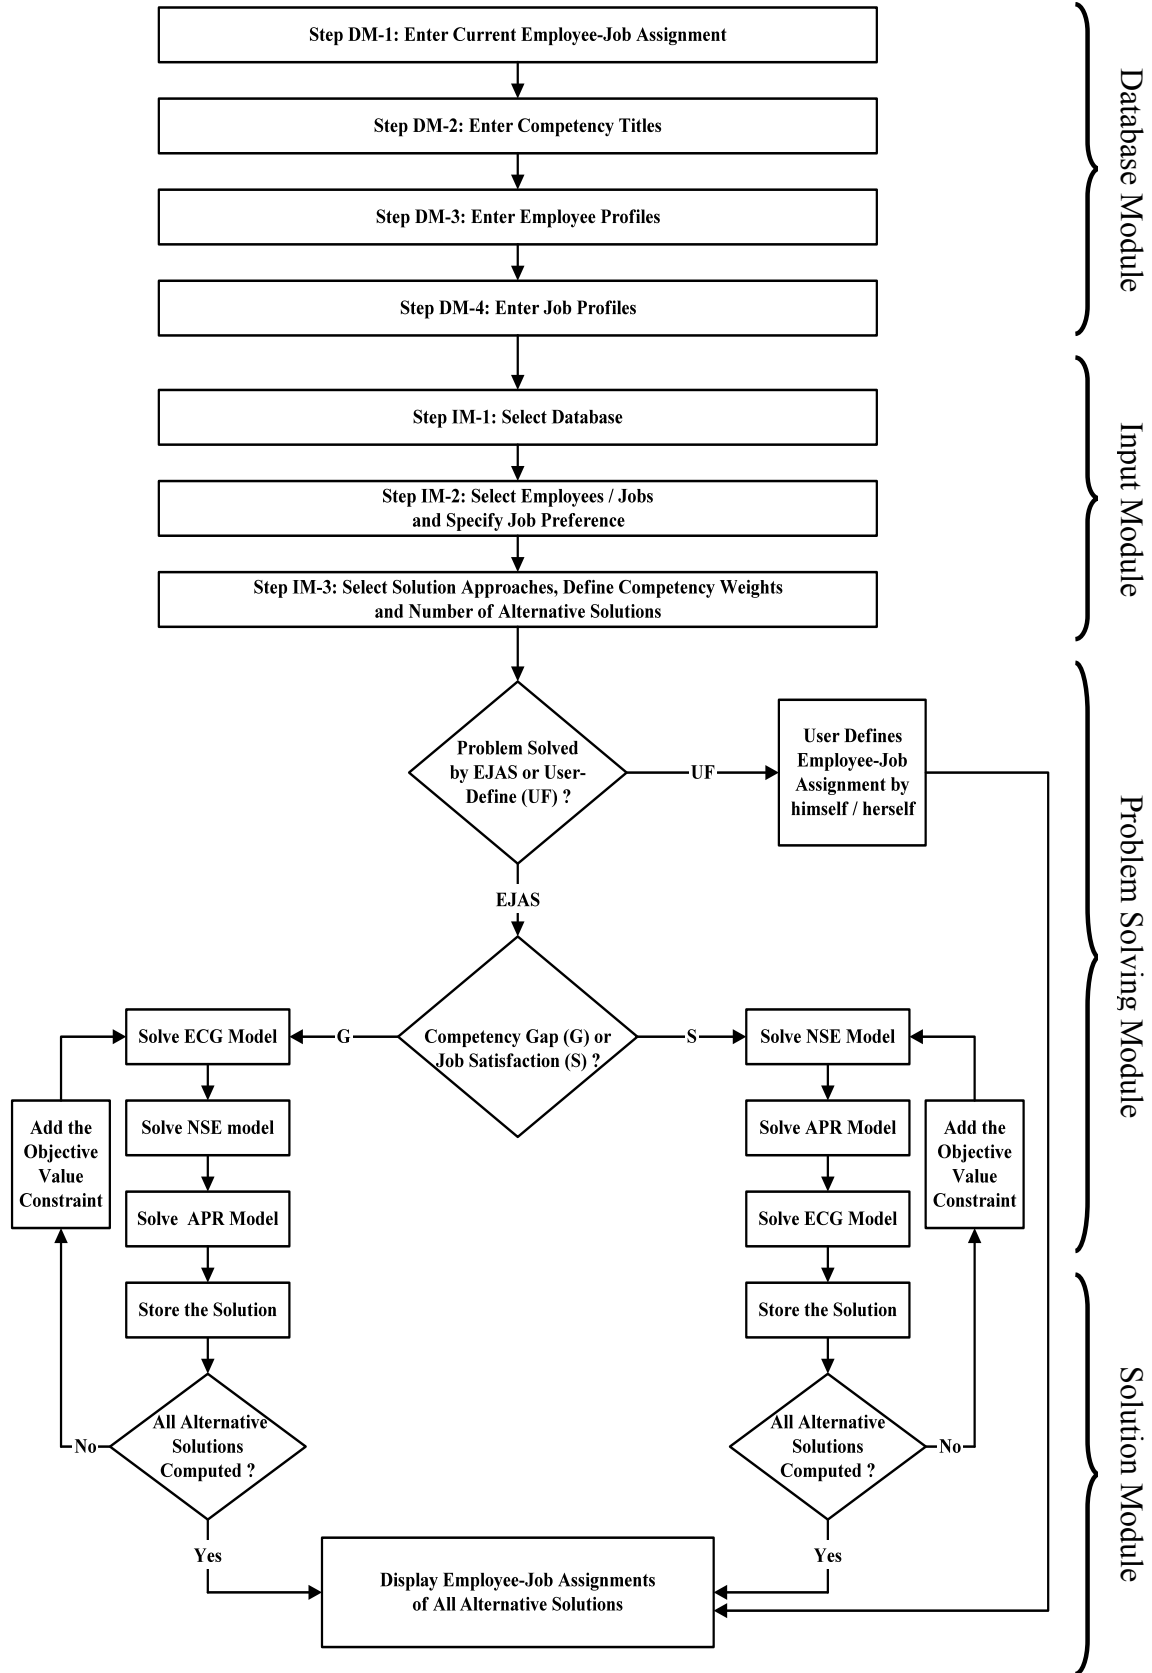 Step DM-1: Enter Current Employee-Job Assignment
Step DM-2: Enter Competency Titles
Step DM-3: Enter Employee Profiles
Step DM-4: Enter Job Profiles
Database Module
Step IM-1: Select Database
Step IM-2: Select Employees / Jobs
and Specify Job Preference
Step IM-3: Select Solution Approaches, Define Competency Weights
and Number of Alternative Solutions
Input Module
Problem Solved
by EJAS or User-
Define (UF) ?
UF
User Defines
Employee-Job
Assignment by
himself / herself
EJAS
Competency Gap (G) or
Job Satisfaction (S) ?
G
S
Solve ECG Model
Solve NSE model
Solve  APR Model
Add the
Objective
Value
Constraint
Solve NSE Model
Solve APR Model
Solve ECG Model
Add the
Objective
Value
Constraint
Problem Solving Module
Store the Solution
All Alternative
Solutions
Computed ?
No
Yes
Store the Solution
All Alternative
Solutions
Computed ?
No
Yes
Display Employee-Job Assignments
of All Alternative Solutions
Solution Module